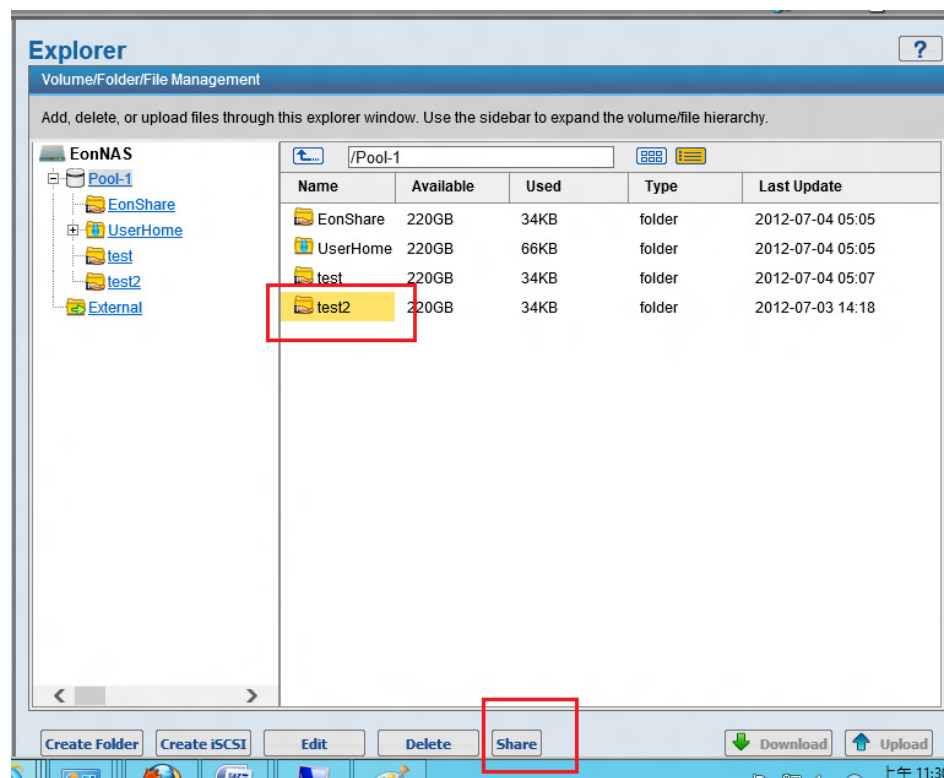 Explorer
?
Volume/Folder/File Management
Add, delete, or upload files through this explorer window. Use the sidebar to expand the volume/file hierarchy.
EonNAS
Pool-1
EonShare
UserHome
test
test2
External
/Pool-1
Name Available Used Type Last Update
EonShare 220GB 34KB folder 2012-07-04 05:05
UserHome 220GB 66KB folder 2012-07-04 05:05
test 220GB 34KB folder 2012-07-04 05:07
test2 220GB 34KB folder 2012-07-03 14:18
Create Folder Create iSCSI Edit Delete Share Download Upload
上午 11:3